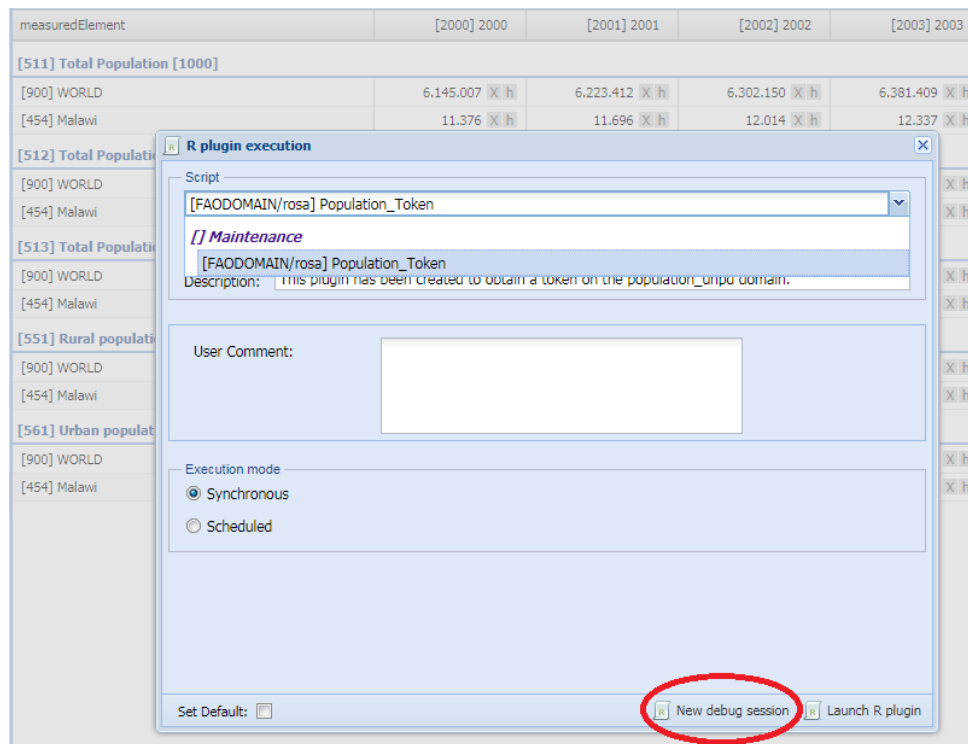 measuredElement [2000] 2000 [2001] 2001 [2002] 2002 [2003] 2003
[511] Total Population [1000]
[900] WORLD 6.145.007 X h 6.223.412 X h 6.302.150 X h 6.381.409 X h
[454] Malawi 11.376 X h 11.696 X h 12.014 X h 12.337 X h
[512] Total Populati
[900] WORLD X h
[454] Malawi X h
[513] Total Populati
[900] WORLD X h
[454] Malawi X h
[551] Rural populati
[900] WORLD X h
[454] Malawi X h
[561] Urban populat
[900] WORLD X h
[454] Malawi X h
R plugin execution
Script
[FAODOMAIN/rosa] Population_Token
[] Maintenance
[FAODOMAIN/rosa] Population_Token
Description: This plugin has been created to obtain a token on the population_unpd domain.
User Comment:
Execution mode
Synchronous
Scheduled
Set Default: R New debug session R Launch R plugin